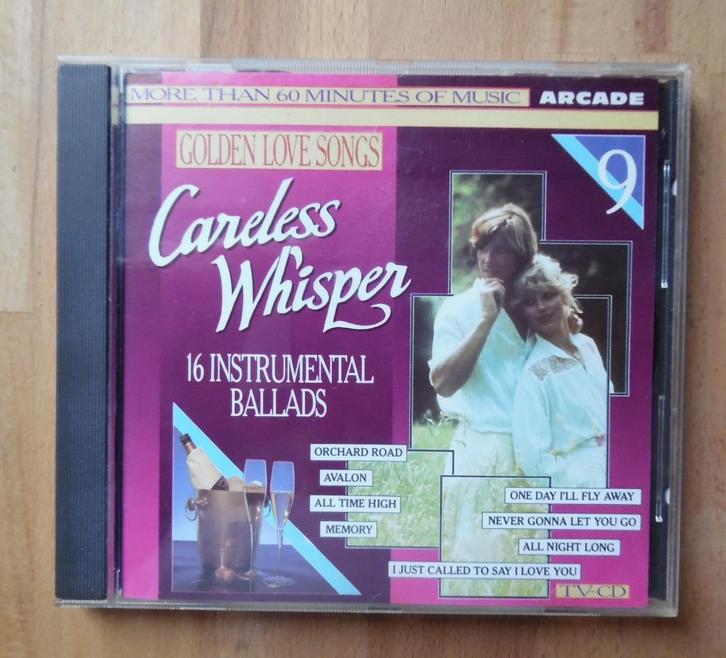 MORE THAN 60 MINUTES OF MUSIC ARCADE
GOLDEN LOVE SONGS
9
Careless
Whisper
16 INSTRUMENTAL
BALLADS
ORCHARD ROAD
AVALON
ALL TIME HIGH
MEMORY
ONE DAY I'LL FLY AWAY
NEVER GONNA LET YOU GO
ALL NIGHT LONG
I JUST CALLED TO SAY I LOVE YOU
TV-CD